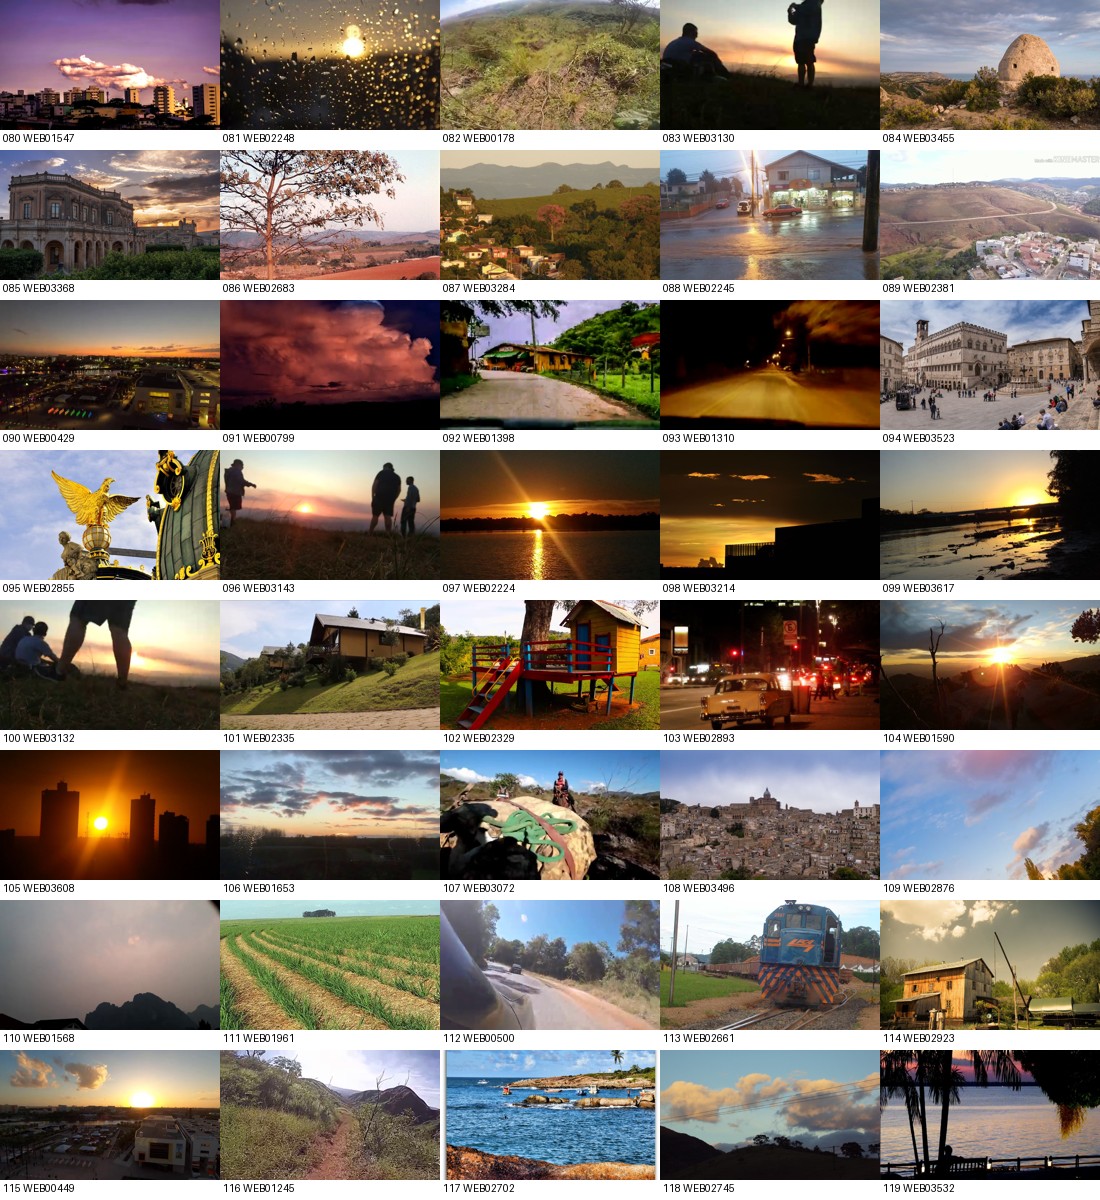 080 WEB01547
081 WEB02248
082 WEB00178
083 WEB03130
084 WEB03455
085 WEB03368
086 WEB02683
087 WEB03284
088 WEB02245
089 WEB02381
090 WEB00429
091 WEB00799
092 WEB01398
093 WEB01310
094 WEB03523
095 WEB02855
096 WEB03143
097 WEB02224
098 WEB03214
099 WEB03617
100 WEB03132
101 WEB02335
102 WEB02329
103 WEB02893
104 WEB01590
105 WEB03608
106 WEB01653
107 WEB03072
108 WEB03496
109 WEB02876
110 WEB01568
111 WEB01961
112 WEB00500
113 WEB02661
114 WEB02923
115 WEB00449
116 WEB01245
117 WEB02702
118 WEB02745
119 WEB03532